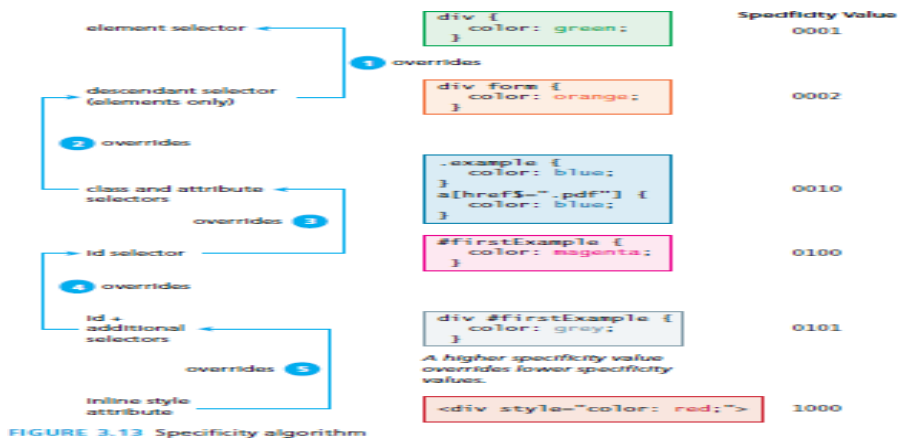 Specificity Value
element selector
div {
color: green;
}
0001
1 overrides
descendant selector
(elements only)
div form {
color: orange;
}
0002
2 overrides
class and attribute
selectors
.example {
color: blue;
}
a[href$=".pdf"] {
color: blue;
}
0010
overrides 3
id selector
#firstExample {
color: magenta;
}
0100
4 overrides
id +
additional
selectors
div #firstExample {
color: grey;
}
0101
A higher specificity value
overrides lower specificity
values.
overrides 5
inline style
attribute
<div style="color: red;">
1000
FIGURE 3.13 Specificity algorithm